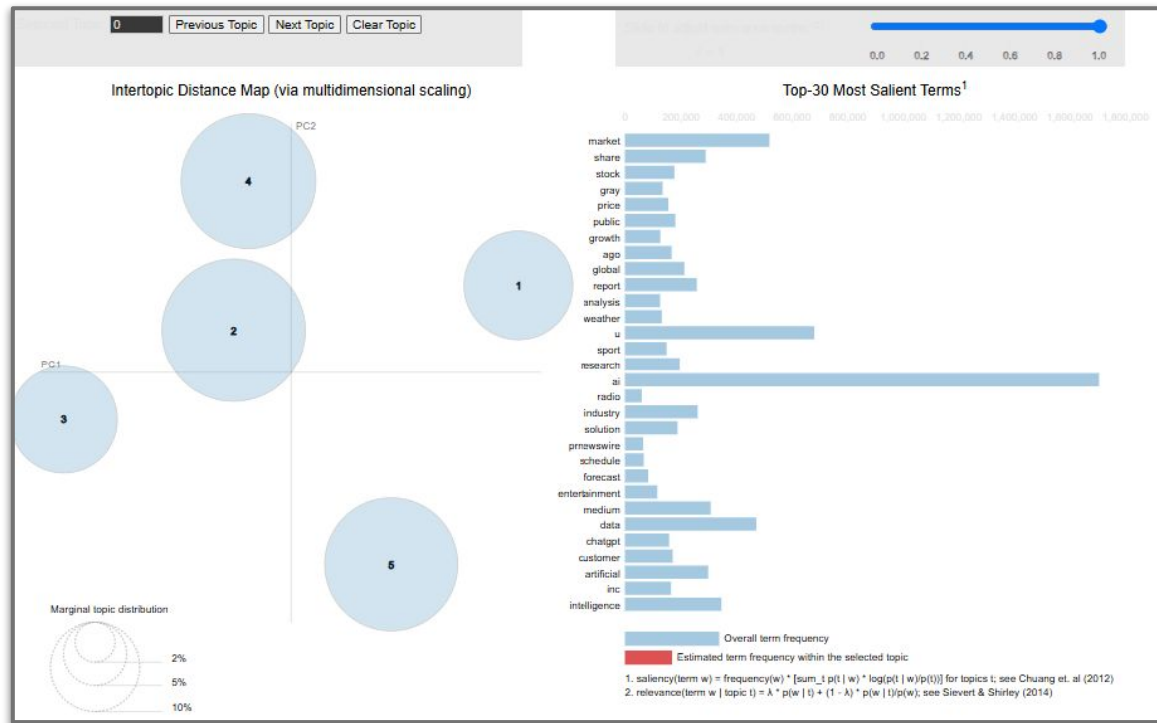 0 Previous Topic Next Topic Clear Topic
0.0 0.2 0.4 0.6 0.8 1.0
Intertopic Distance Map (via multidimensional scaling)
PC2
4
1
2
PC1
3
5
Marginal topic distribution
2%
5%
10%
Top-30 Most Salient Terms1
0 200,000 400,000 600,000 800,000 1,000,000 1,200,000 1,400,000 1,600,000 1,800,000
market
share
stock
gray
price
public
growth
ago
global
report
analysis
weather
u
sport
research
ai
radio
industry
solution
prnewswire
schedule
forecast
entertainment
medium
data
chatgpt
customer
artificial
inc
intelligence
Overall term frequency
Estimated term frequency within the selected topic
1. saliency(term w) = frequency(w) * [sum_t p(t | w) * log(p(t | w)/p(t))] for topics t; see Chuang et. al (2012)
2. relevance(term w | topic t) = λ * p(w | t) + (1 - λ) * p(w | t)/p(w); see Sievert & Shirley (2014)